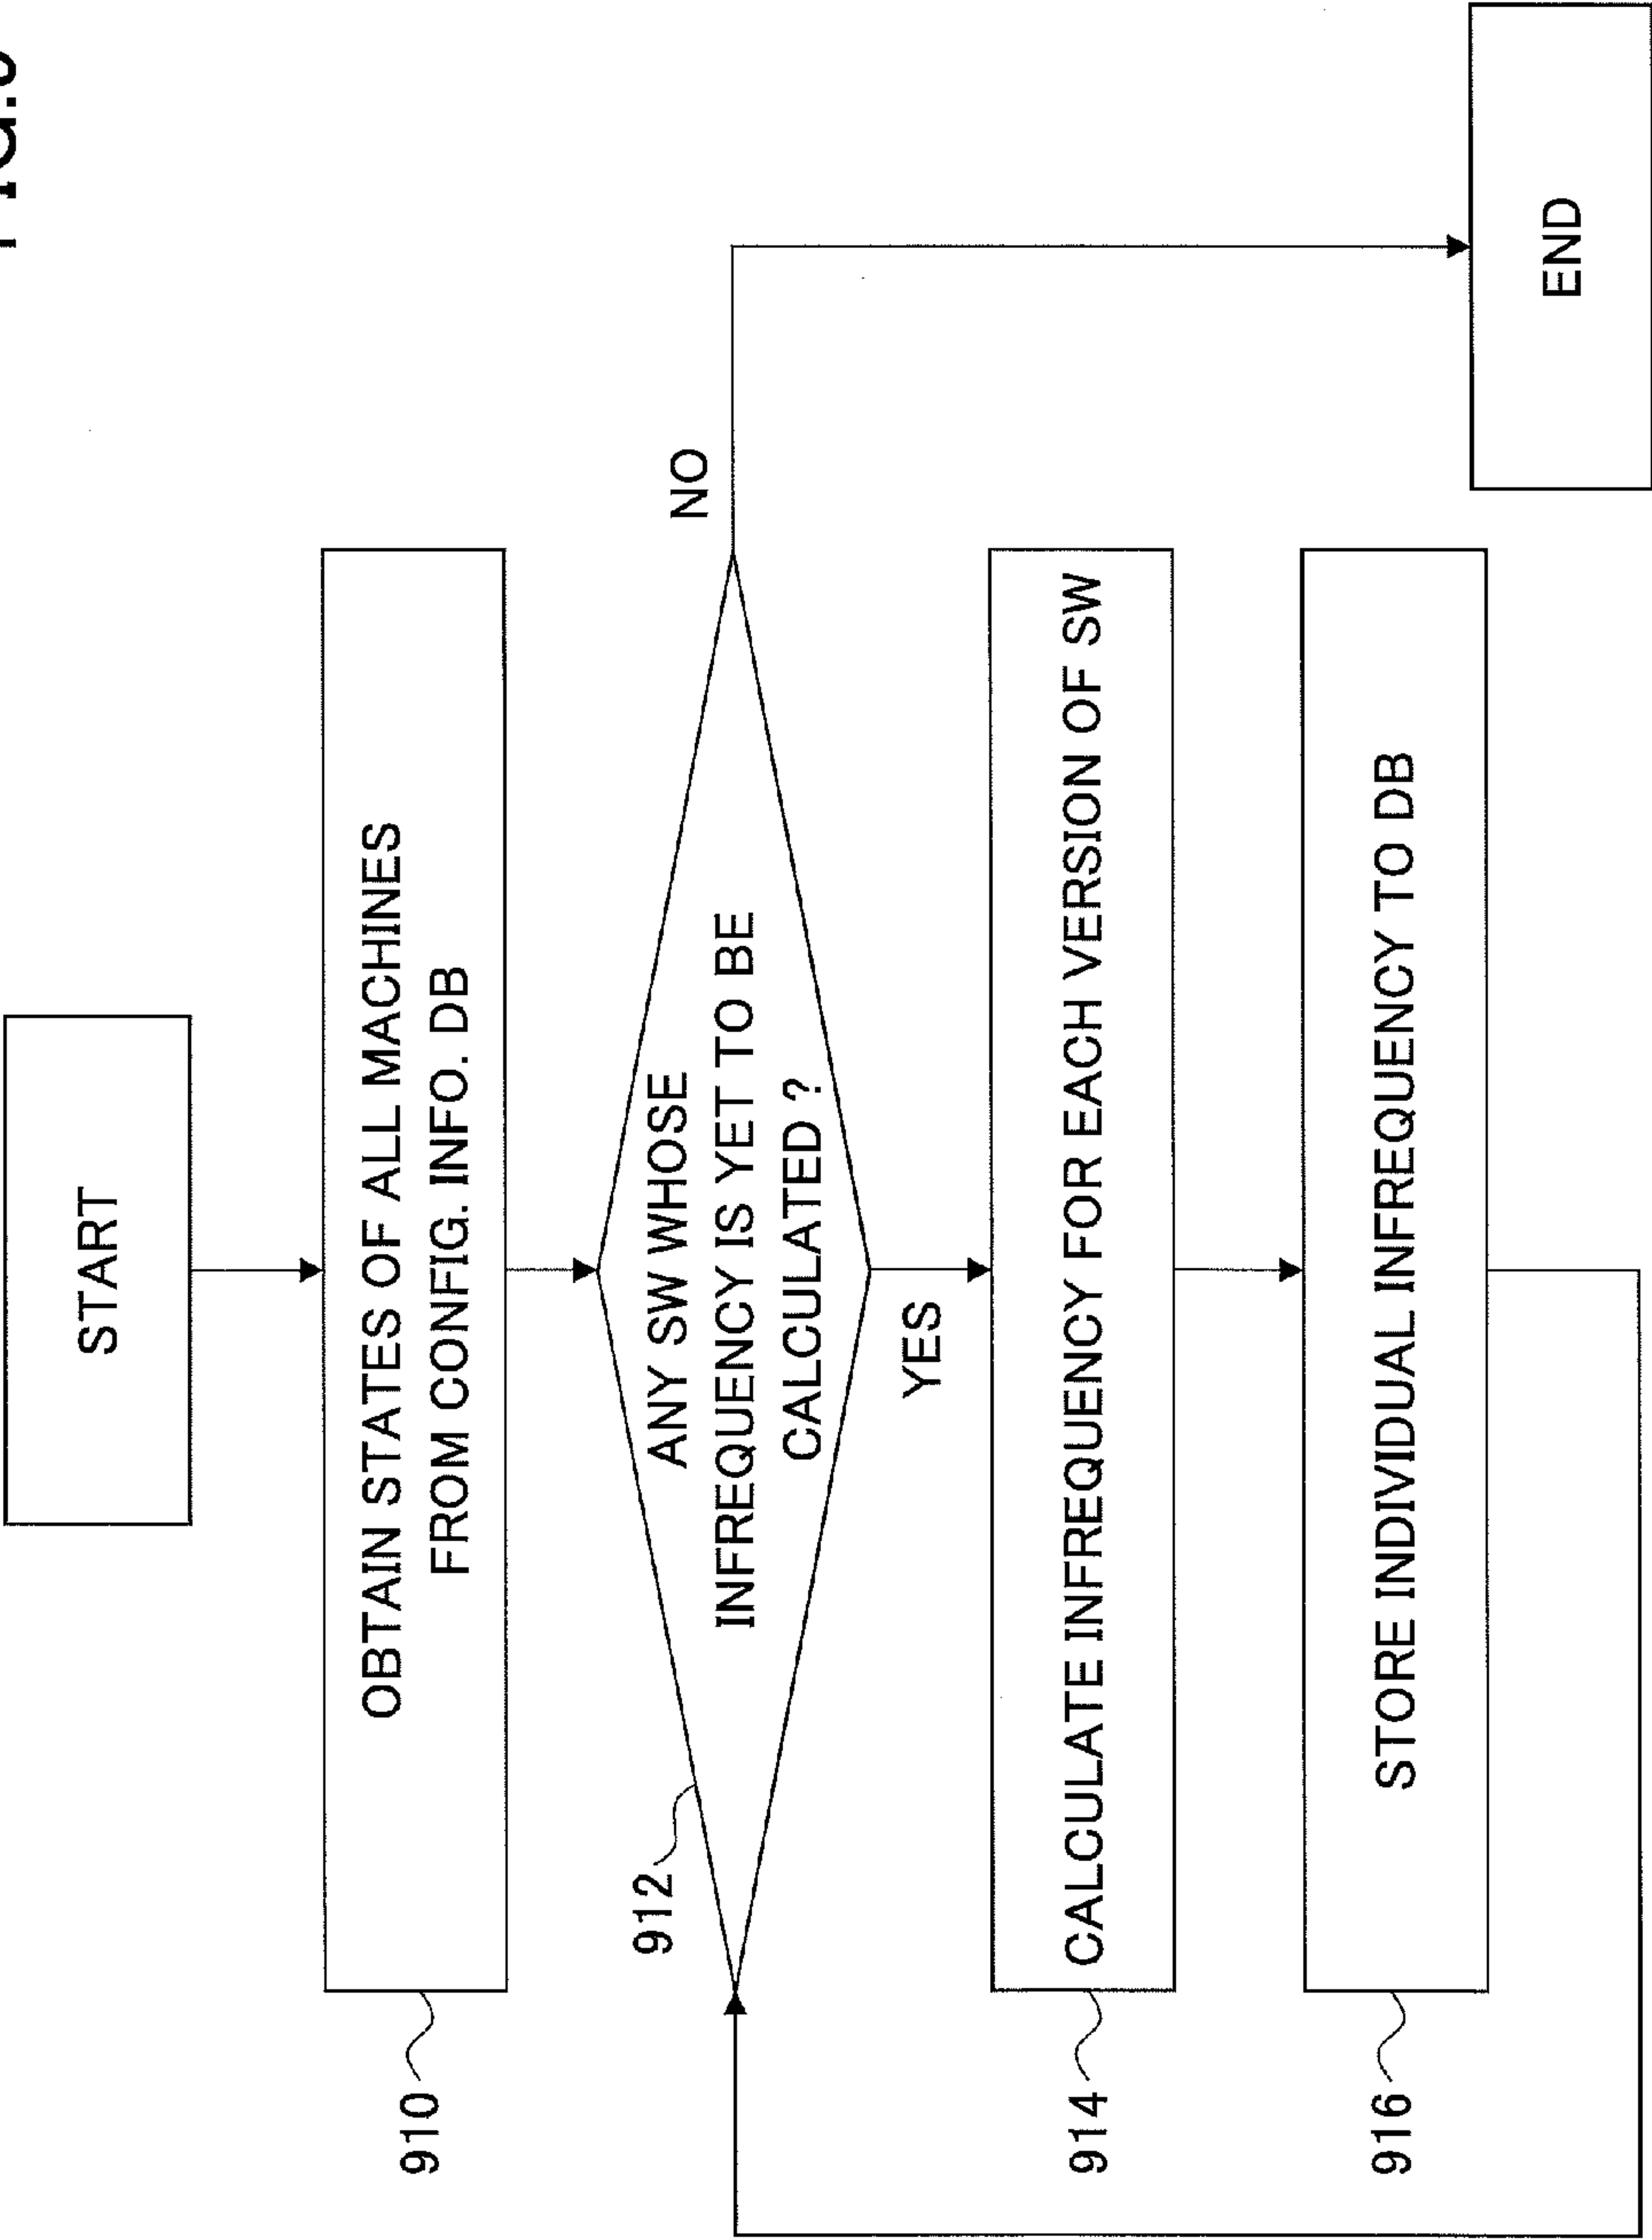 START
910
OBTAIN STATES OF ALL MACHINES
FROM CONFIG. INFO. DB
912
ANY SW WHOSE
INFREQUENCY IS YET TO BE
CALCULATED ?
NO
YES
914
CALCULATE INFREQUENCY FOR EACH VERSION OF SW
916
STORE INDIVIDUAL INFREQUENCY TO DB
END